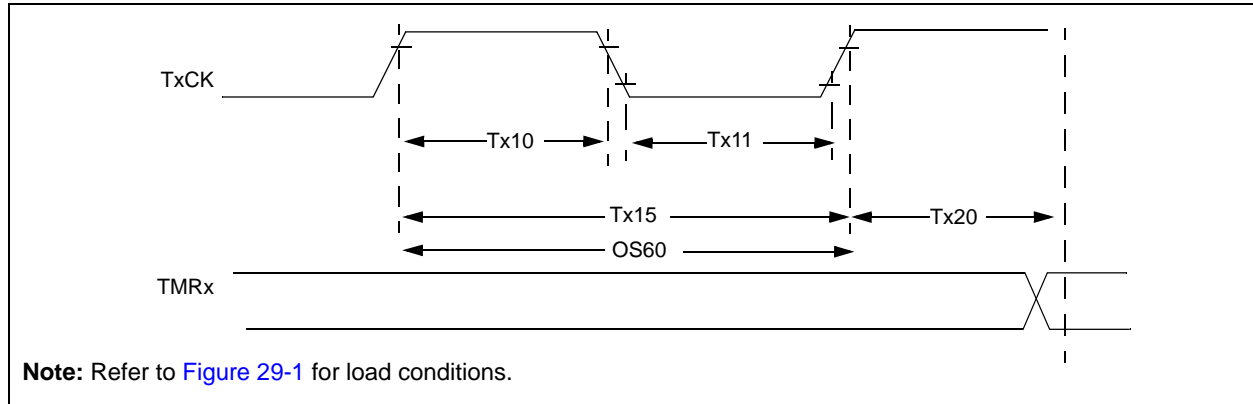 TxCK
Tx10
Tx11
Tx15
Tx20
OS60
TMRx
Note: Refer to Figure 29-1 for load conditions.